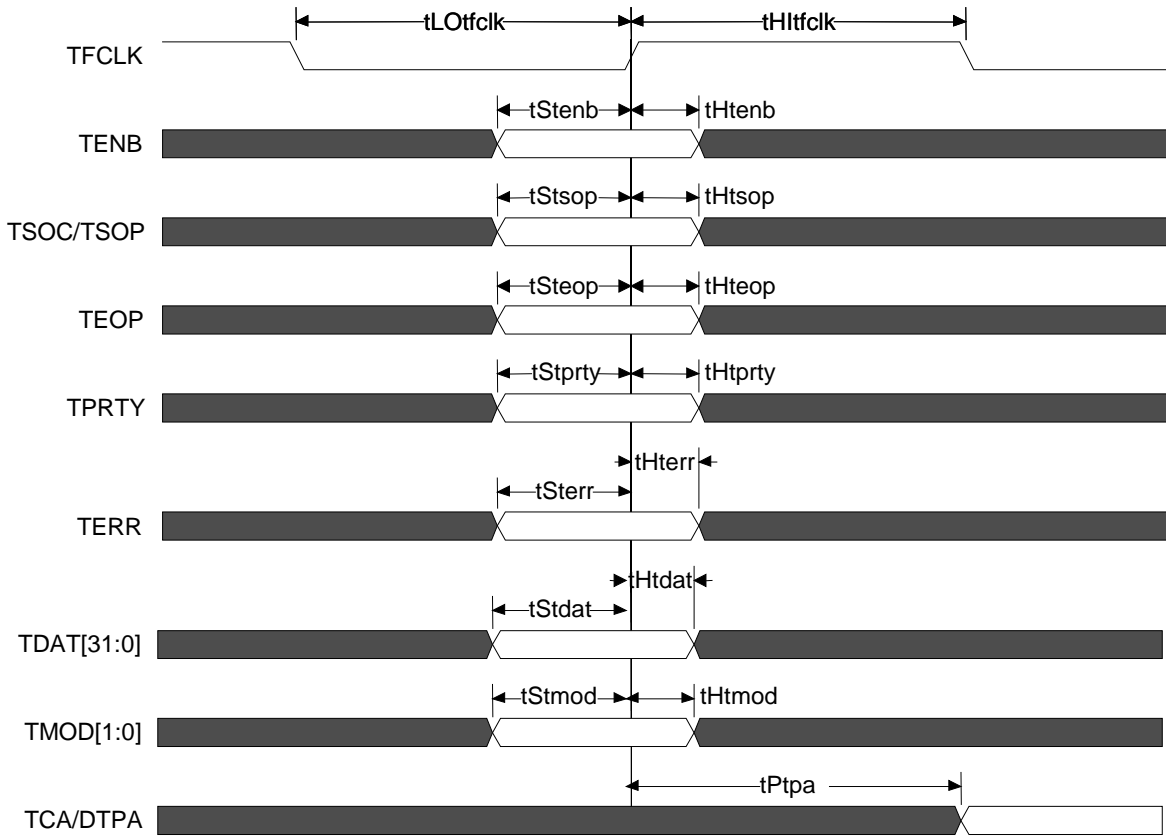 tLOtfclk tHItfclk
TFCLK
tStenb tHtenb
TENB
tStsop tHtsop
TSOC/TSOP
tSteop tHteop
TEOP
tStprty tHtprty
TPRTY
tHterr
tSterr
TERR
tHtdat
tStdat
TDAT[31:0]
tStmod tHtmod
TMOD[1:0]
tPtpa
TCA/DTPA